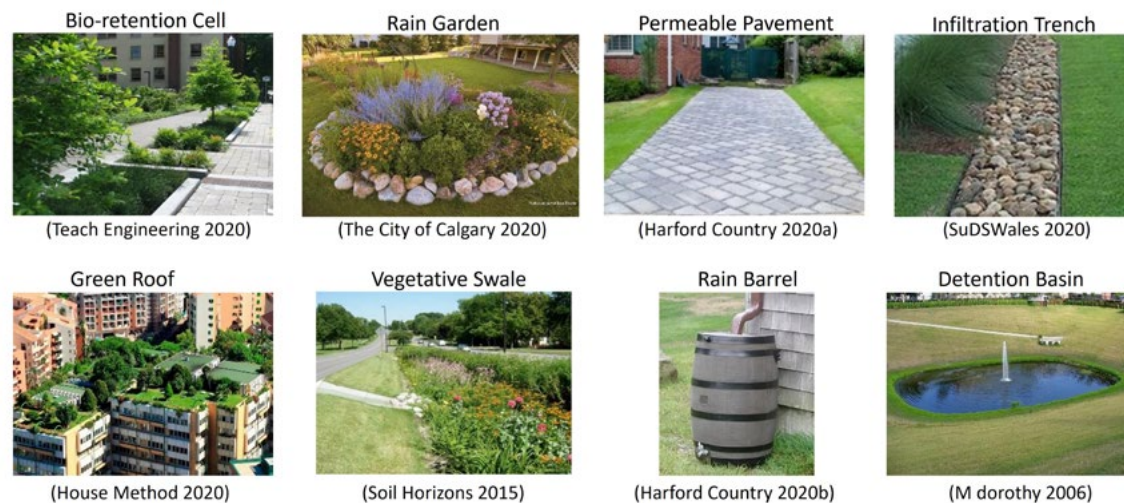 Bio-retention Cell
Rain Garden
Permeable Pavement
Infiltration Trench
(Teach Engineering 2020)
(The City of Calgary 2020)
(Harford Country 2020a)
(SuDSWales 2020)
Green Roof
Vegetative Swale
Rain Barrel
Detention Basin
(House Method 2020)
(Soil Horizons 2015)
(Harford Country 2020b)
(M dorothy 2006)